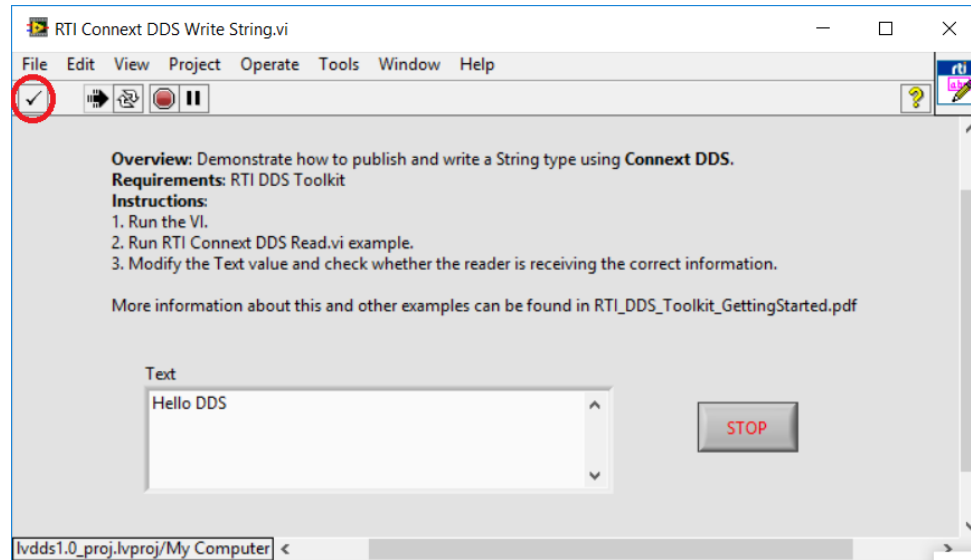 RTI Connext DDS Write String.vi
File Edit View Project Operate Tools Window Help
rti
Overview: Demonstrate how to publish and write a String type using Connext DDS.
Requirements: RTI DDS Toolkit
Instructions:
1. Run the VI.
2. Run RTI Connext DDS Read.vi example.
3. Modify the Text value and check whether the reader is receiving the correct information.
More information about this and other examples can be found in RTI_DDS_Toolkit_GettingStarted.pdf
Text
Hello DDS
STOP
lvdds1.0_proj.lvproj/My Computer